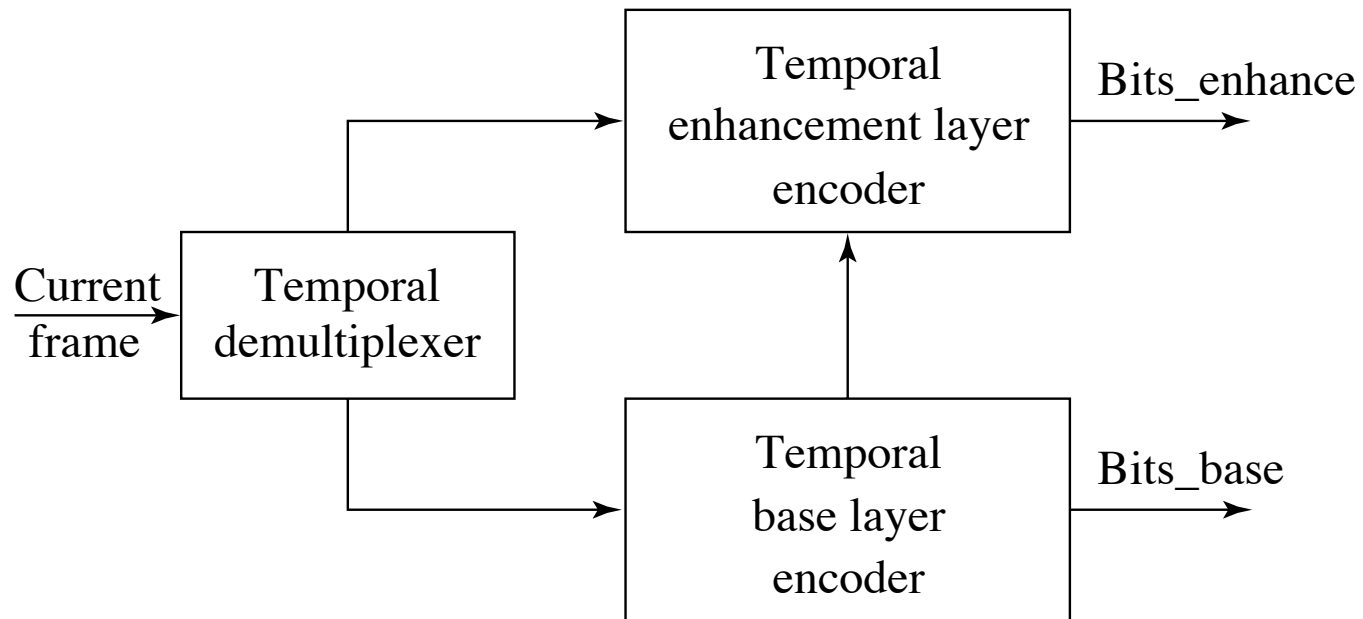 Temporal
enhancement layer
encoder
Bits_enhance
Current
frame
Temporal
demultiplexer
Temporal
base layer
encoder
Bits_base